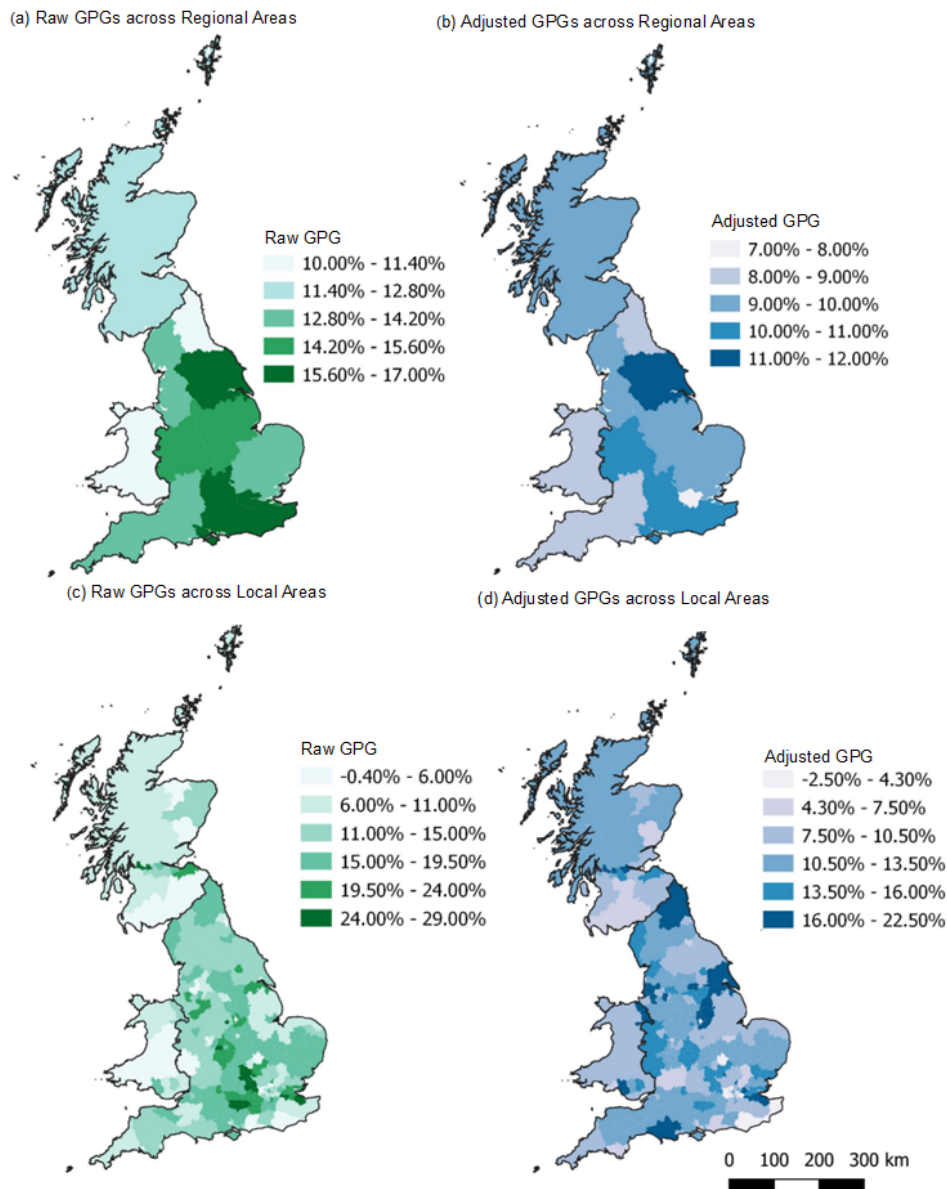 (a) Raw GPGs across Regional Areas
(b) Adjusted GPGs across Regional Areas
Raw GPG
10.00% - 11.40%
11.40% - 12.80%
12.80% - 14.20%
14.20% - 15.60%
15.60% - 17.00%
Adjusted GPG
7.00% - 8.00%
8.00% - 9.00%
9.00% - 10.00%
10.00% - 11.00%
11.00% - 12.00%
(c) Raw GPGs across Local Areas
(d) Adjusted GPGs across Local Areas
Raw GPG
-0.40% - 6.00%
6.00% - 11.00%
11.00% - 15.00%
15.00% - 19.50%
19.50% - 24.00%
24.00% - 29.00%
Adjusted GPG
-2.50% - 4.30%
4.30% - 7.50%
7.50% - 10.50%
10.50% - 13.50%
13.50% - 16.00%
16.00% - 22.50%
0 100 200 300 km